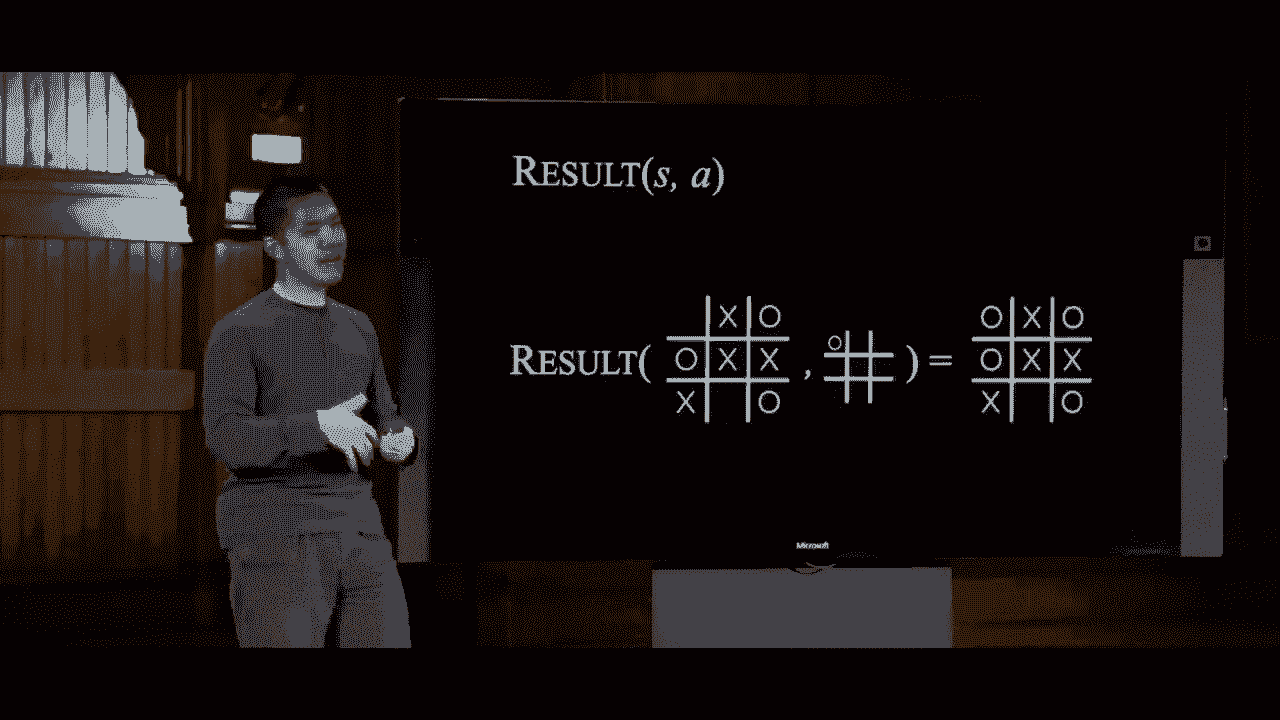 RESULT(s, a)
X O O X O
RESULT( O X X , O ) = O X X
X O X O
Microsoft